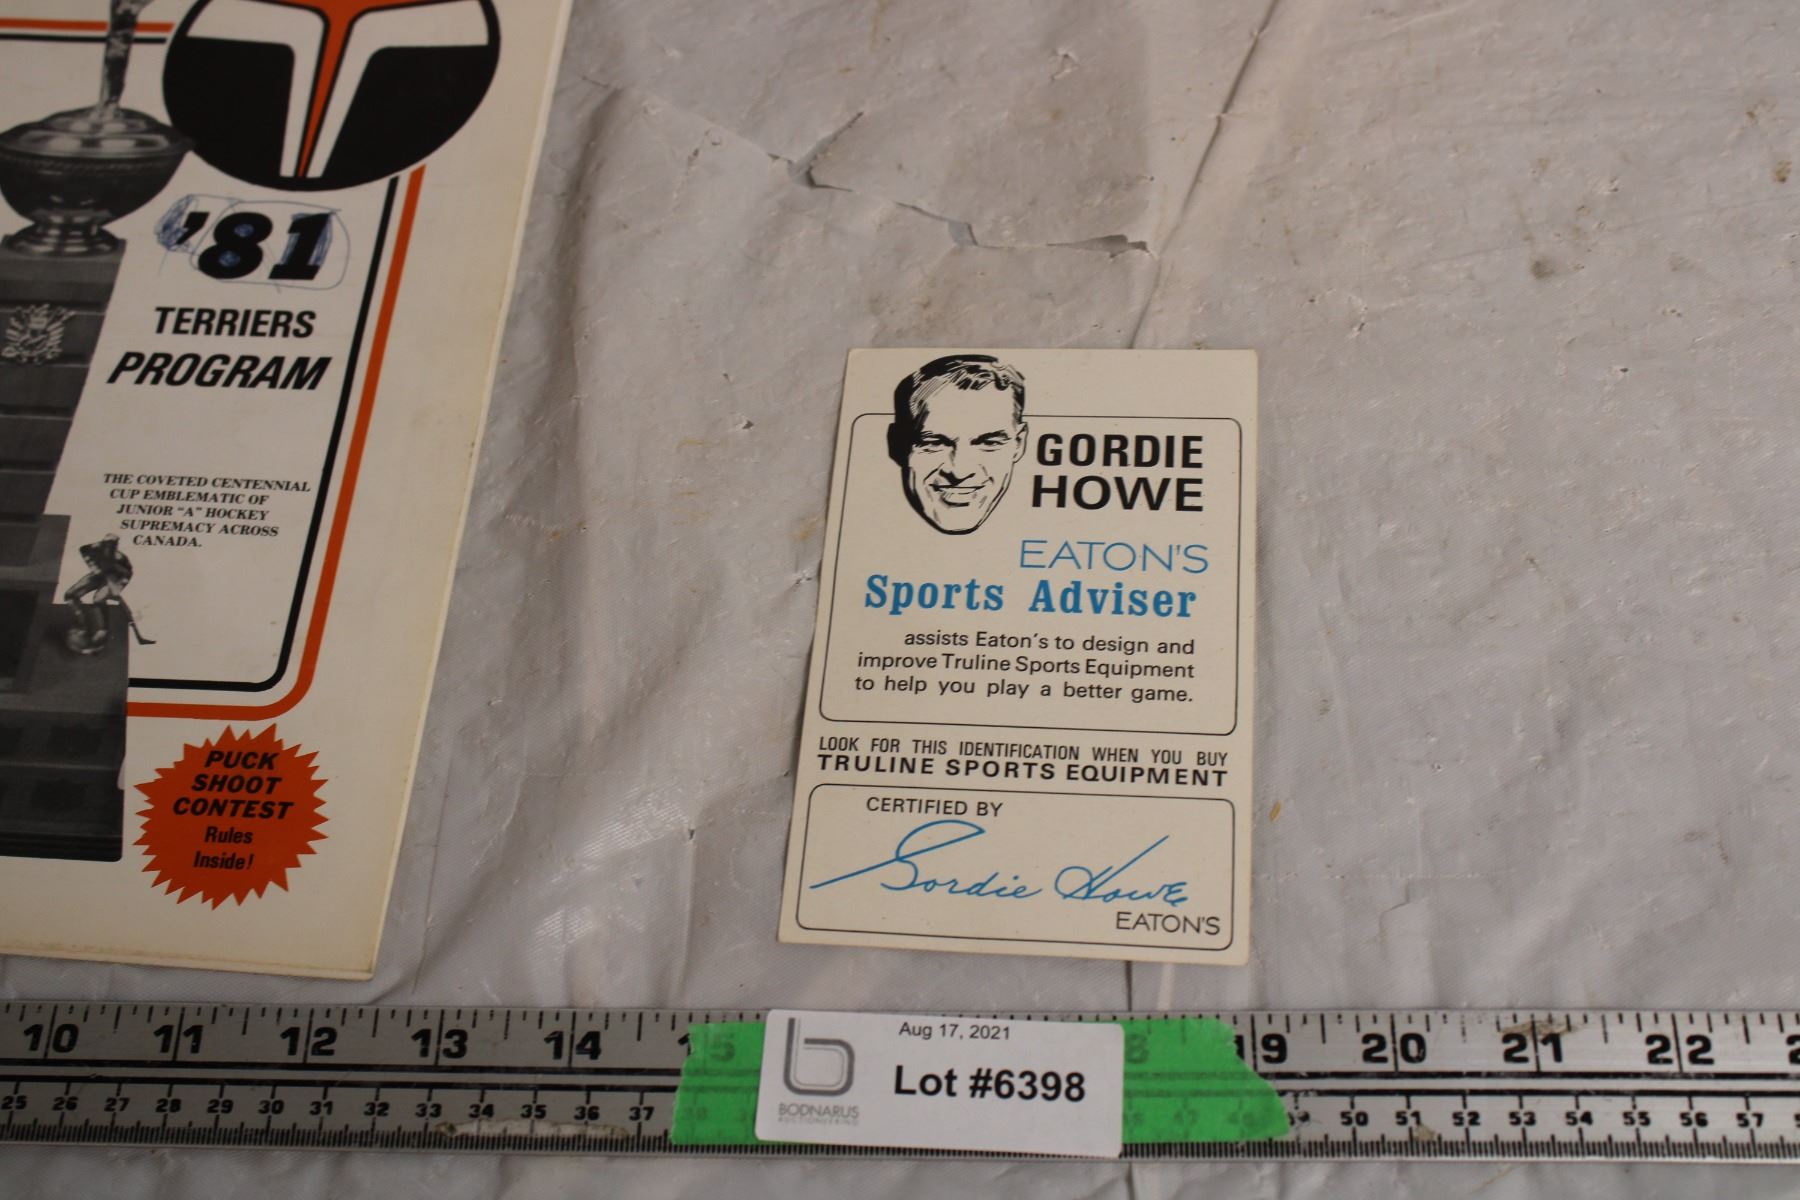 '81
TERRIERS
PROGRAM
THE COVETED CENTENNIAL
CUP EMBLEMATIC OF
JUNIOR "A" HOCKEY
SUPREMACY ACROSS
CANADA.
PUCK
SHOOT
CONTEST
Rules
Inside!
GORDIE
HOWE
EATON'S
Sports Adviser
assists Eaton's to design and
improve Truline Sports Equipment
to help you play a better game.
LOOK FOR THIS IDENTIFICATION WHEN YOU BUY
TRULINE SPORTS EQUIPMENT
CERTIFIED BY
Gordie Howe
EATON'S
10 11 12 13 14 15 18 19 20 21 22
Aug 17, 2021
Lot #6398
BODNARUS
AUCTIONEERING
25 26 27 28 29 30 31 32 33 34 35 36 37 47 50 51 52 53 54 55 56 57